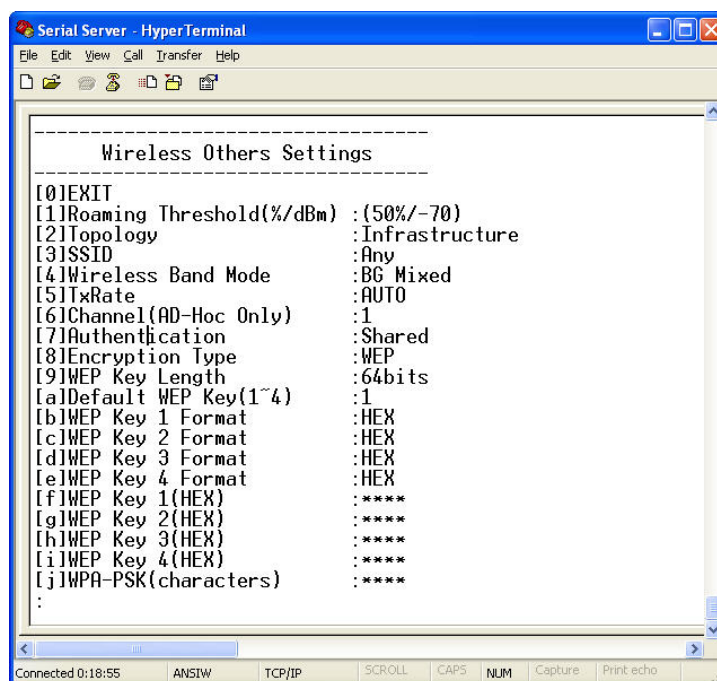 Serial Server - HyperTerminal
File Edit View Call Transfer Help
------------------------------------
Wireless Others Settings
------------------------------------
[0]EXIT
[1]Roaming Threshold(%/dBm) :(50%/-70)
[2]Topology :Infrastructure
[3]SSID :Any
[4]Wireless Band Mode :BG Mixed
[5]TxRate :AUTO
[6]Channel(AD-Hoc Only) :1
[7]Authentication :Shared
[8]Encryption Type :WEP
[9]WEP Key Length :64bits
[a]Default WEP Key(1~4) :1
[b]WEP Key 1 Format :HEX
[c]WEP Key 2 Format :HEX
[d]WEP Key 3 Format :HEX
[e]WEP Key 4 Format :HEX
[f]WEP Key 1(HEX) :****
[g]WEP Key 2(HEX) :****
[h]WEP Key 3(HEX) :****
[i]WEP Key 4(HEX) :****
[j]WPA-PSK(characters) :****
:
Connected 0:18:55 ANSIW TCP/IP SCROLL CAPS NUM Capture Print echo